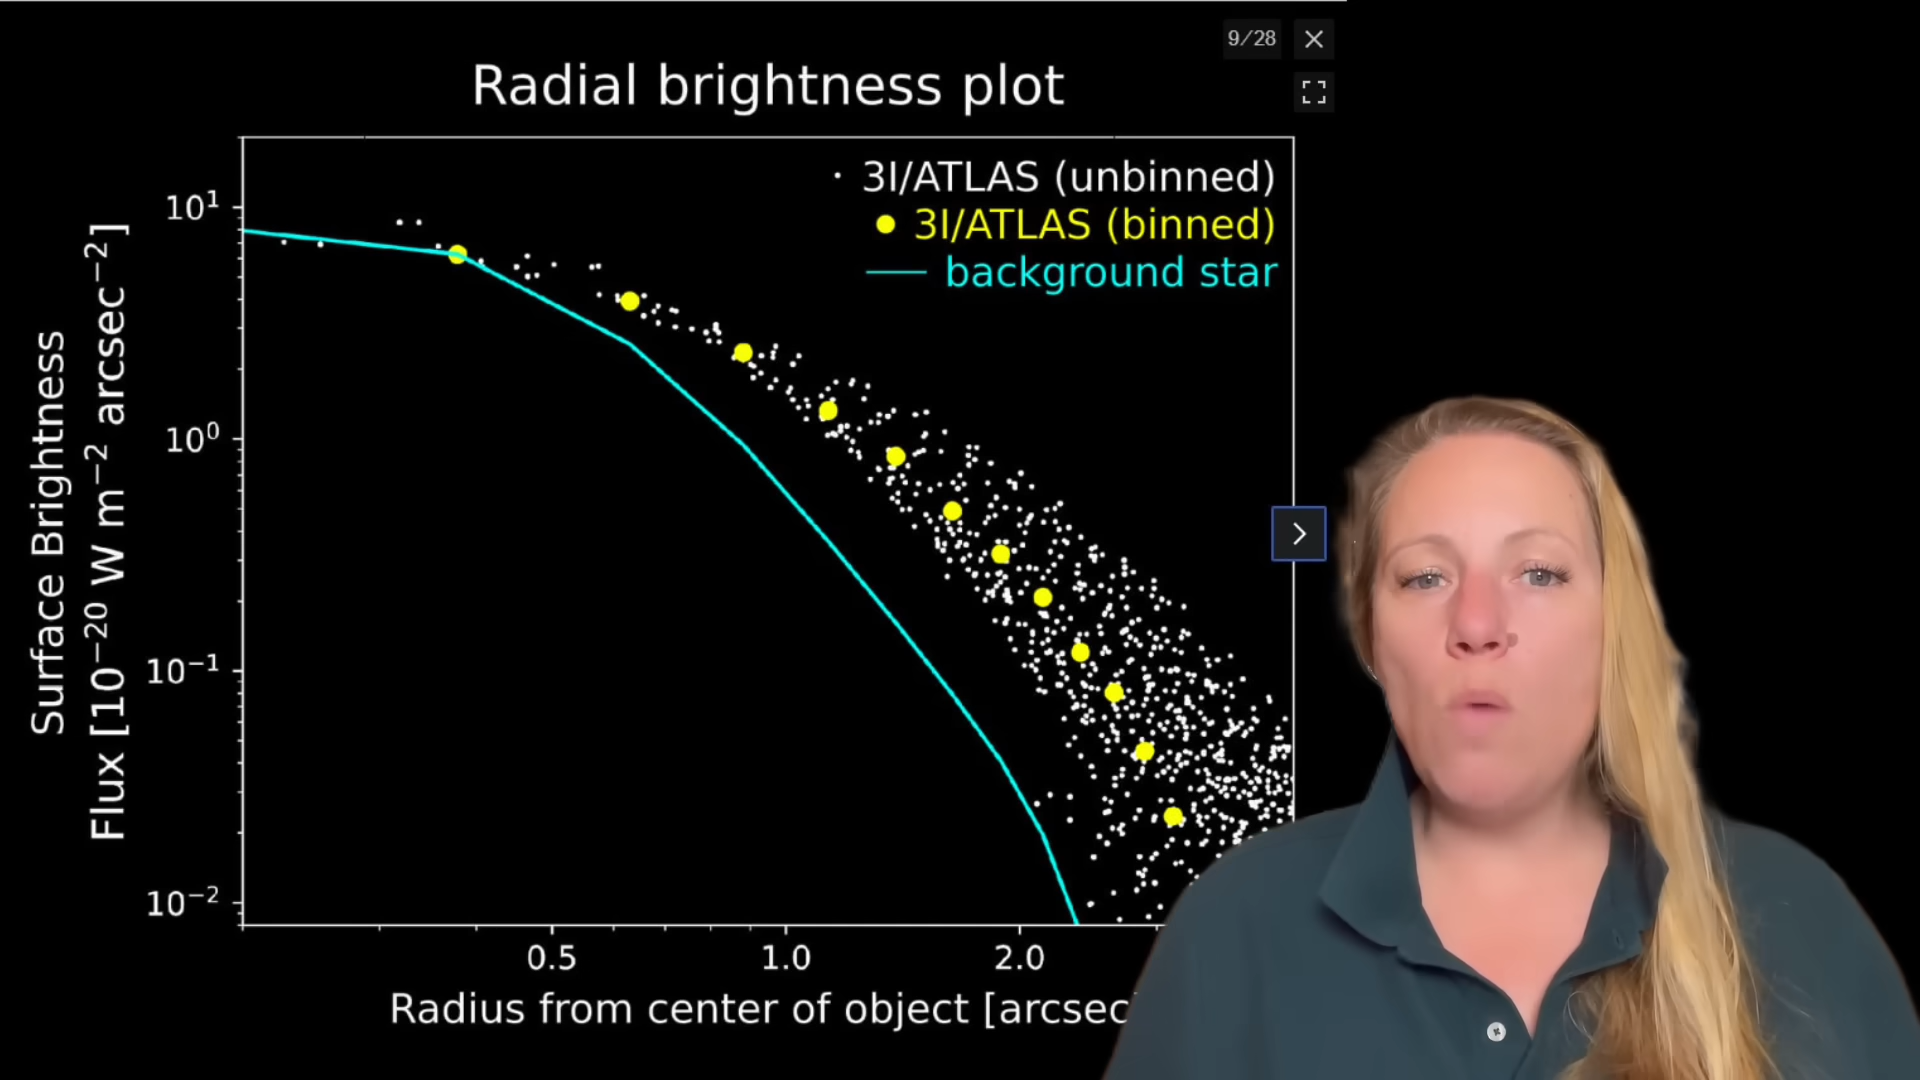 9/28
Radial brightness plot
3I/ATLAS (unbinned)
3I/ATLAS (binned)
background star
Surface Brightness
Flux [10⁻²⁰ W m⁻² arcsec⁻²]
10¹
10⁰
10⁻¹
10⁻²
0.5 1.0 2.0
Radius from center of object [arcsec